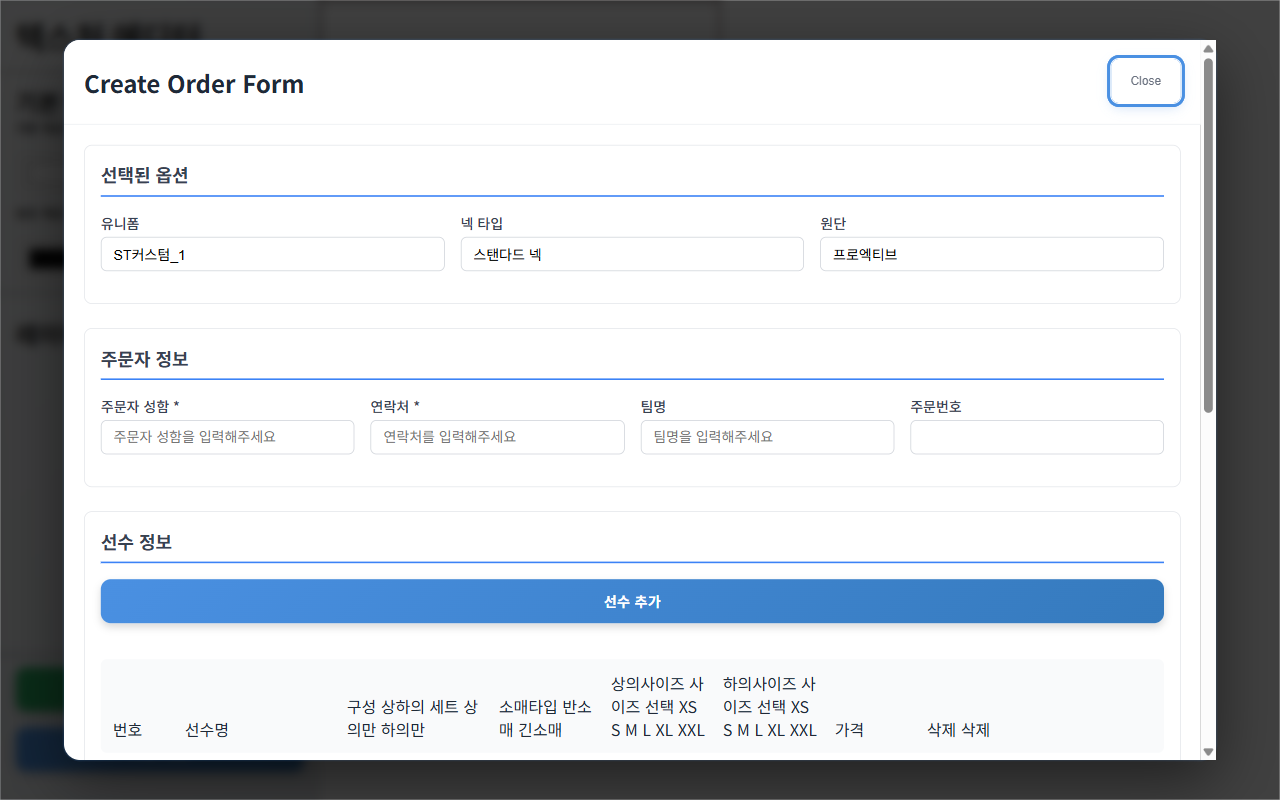 Create Order Form
Close
선택된 옵션
유니폼
넥 타입
원단
ST커스텀_1
스탠다드 넥
프로엑티브
주문자 정보
주문자 성함 *
연락처 *
팀명
주문번호
주문자 성함을 입력해주세요
연락처를 입력해주세요
팀명을 입력해주세요
선수 정보
선수 추가
번호
선수명
구성 상하의 세트 상
의만 하의만
소매타입 반소
매 긴소매
상의사이즈 사
이즈 선택 XS
S M L XL XXL
하의사이즈 사
이즈 선택 XS
S M L XL XXL
가격
삭제 삭제